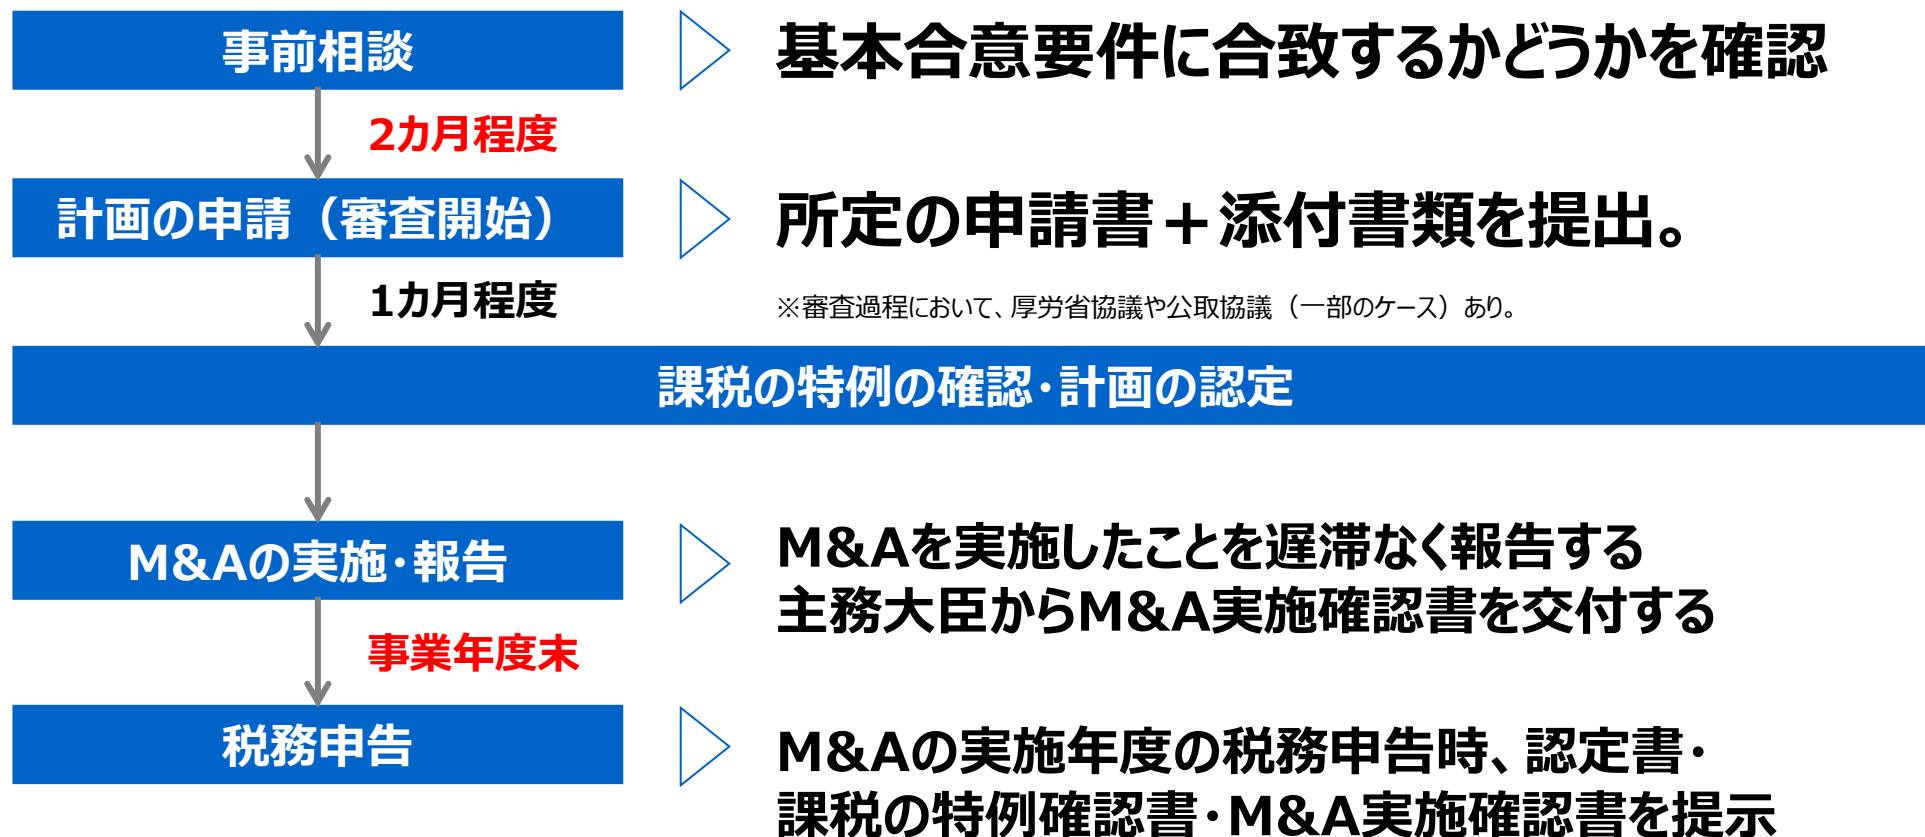 事前相談
基本合意要件に合致するかどうかを確認
2カ月程度
計画の申請（審査開始）
所定の申請書＋添付書類を提出。
1カ月程度
※審査過程において、厚労省協議や公取協議（一部のケース）あり。
課税の特例の確認・計画の認定
M&Aの実施・報告
M&Aを実施したことを遅滞なく報告する
主務大臣からM&A実施確認書を交付する
事業年度末
税務申告
M&Aの実施年度の税務申告時、認定書・
課税の特例確認書・M&A実施確認書を提示